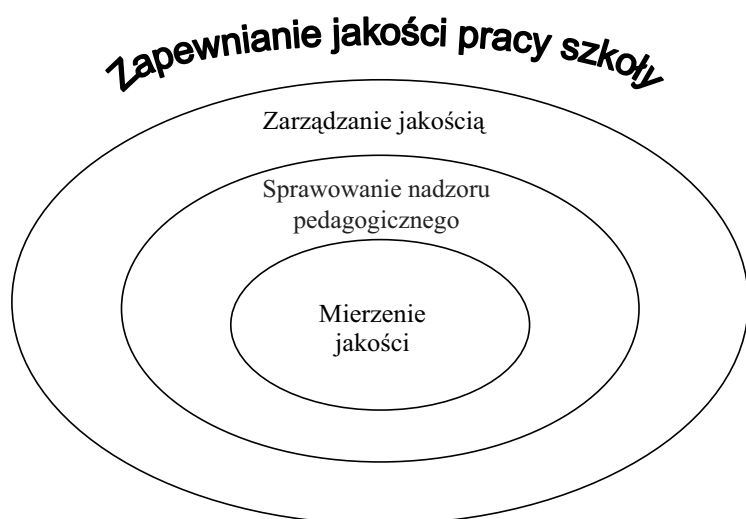 Zapewnianie jakości pracy szkoły
Zarządzanie jakością
Sprawowanie nadzoru
pedagogicznego
Mierzenie
jakości